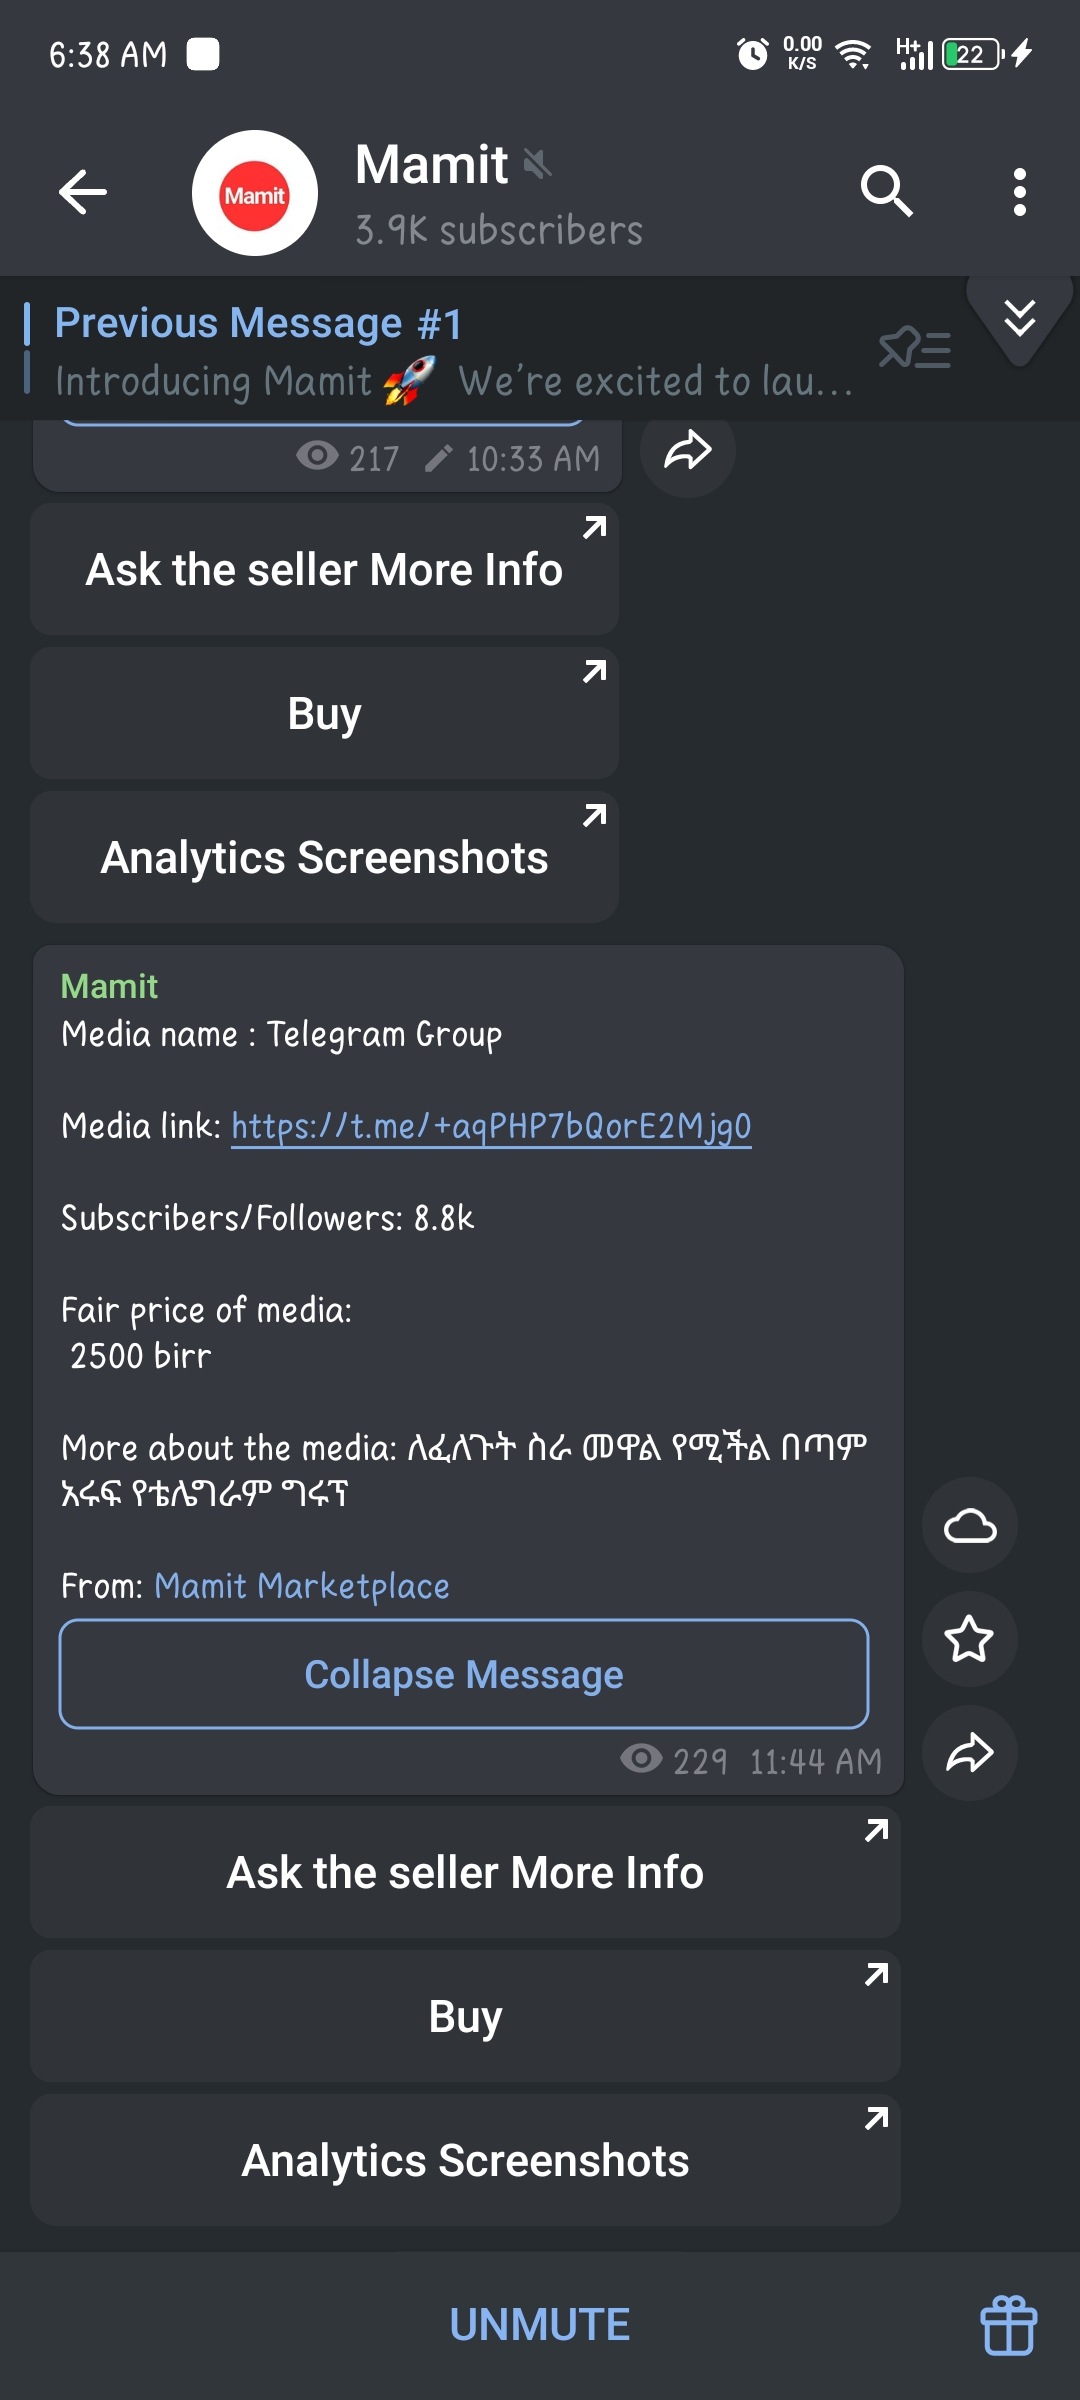 6:38 AM
0.00
K/S
H+
22
Mamit
Mamit
3.9K subscribers
Previous Message #1
Introducing Mamit 🚀 We’re excited to lau...
217 10:33 AM
Ask the seller More Info
Buy
Analytics Screenshots
Mamit
Media name : Telegram Group
Media link: https://t.me/+aqPHP7bQorE2Mjg0
Subscribers/Followers: 8.8k
Fair price of media:
2500 birr
More about the media: ለፈለጉት ስራ መዋል የሚችል በጣም
አሩፍ የቴሌግራም ግሩፕ
From: Mamit Marketplace
Collapse Message
229 11:44 AM
Ask the seller More Info
Buy
Analytics Screenshots
UNMUTE